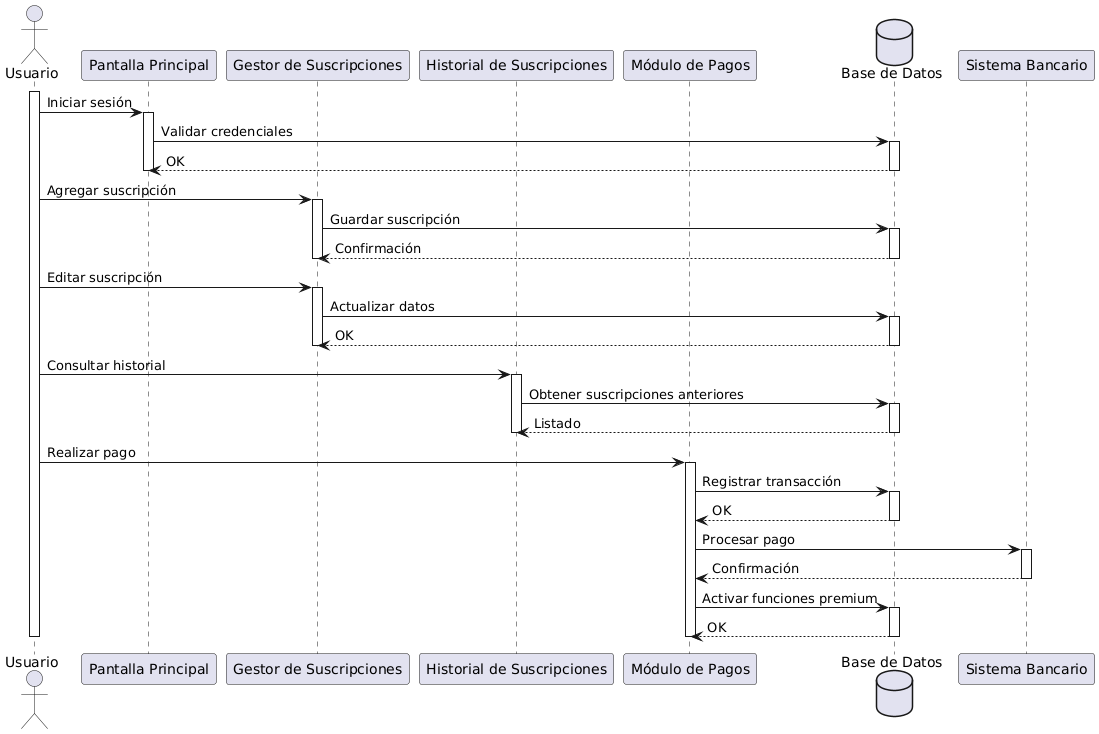 Usuario
Pantalla Principal
Gestor de Suscripciones
Historial de Suscripciones
Módulo de Pagos
Base de Datos
Sistema Bancario
Iniciar sesión
Validar credenciales
OK
Agregar suscripción
Guardar suscripción
Confirmación
Editar suscripción
Actualizar datos
OK
Consultar historial
Obtener suscripciones anteriores
Listado
Realizar pago
Registrar transacción
OK
Procesar pago
Confirmación
Activar funciones premium
OK
Usuario
Pantalla Principal
Gestor de Suscripciones
Historial de Suscripciones
Módulo de Pagos
Base de Datos
Sistema Bancario